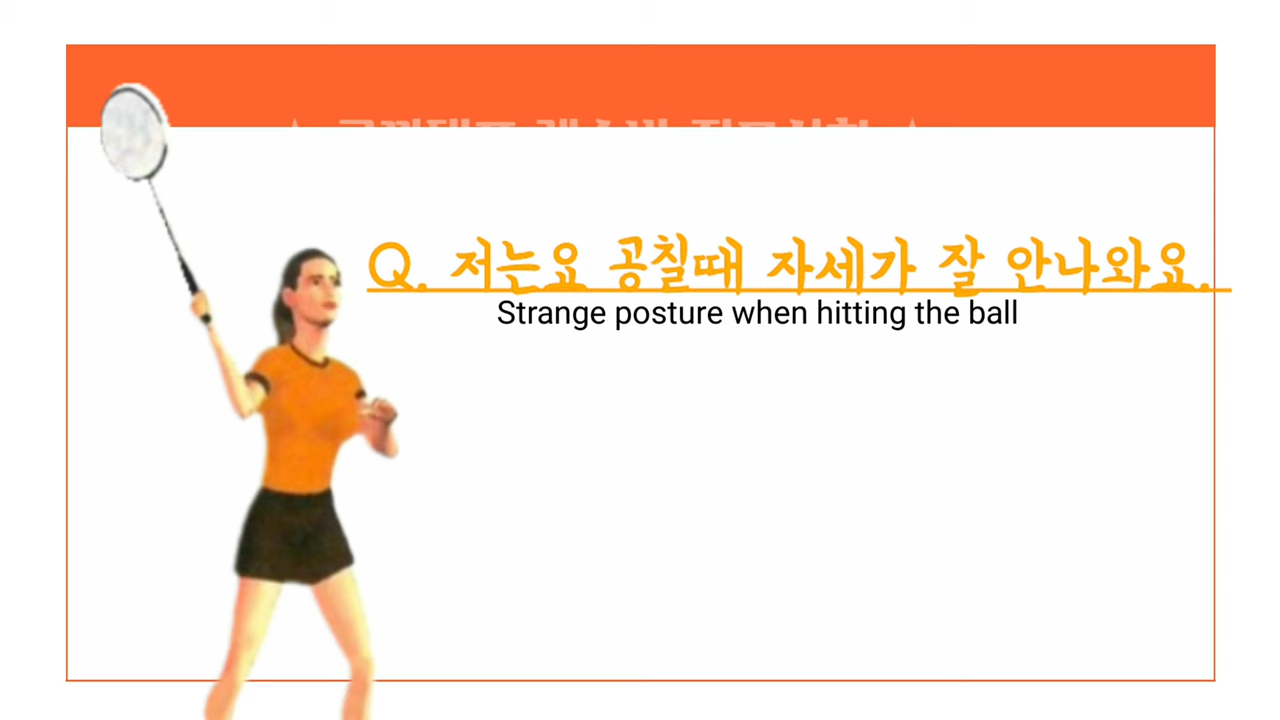 Q. 저는요 공칠때 자세가 잘 안나와요.
Strange posture when hitting the ball